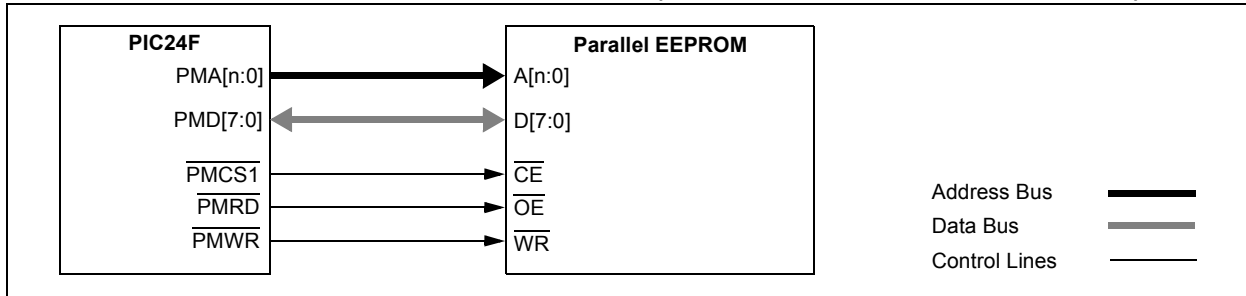 PIC24F
Parallel EEPROM
PMA[n:0]
A[n:0]
PMD[7:0]
D[7:0]
PMCS1
CE
PMRD
OE
PMWR
WR
Address Bus
Data Bus
Control Lines